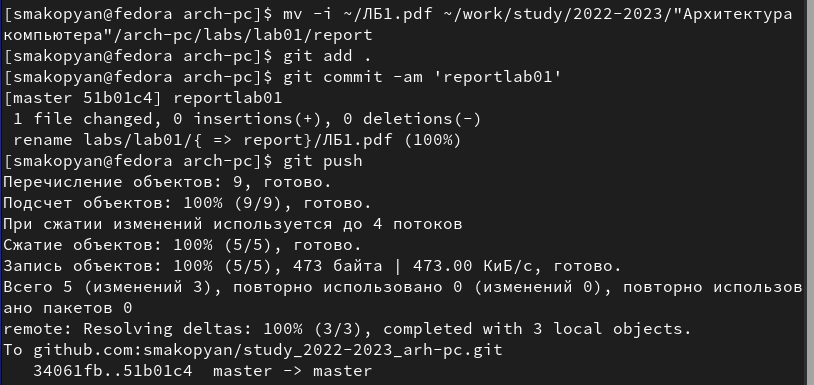 [smakopyan@fedora arch-pc]$ mv -i ~/ЛБ1.pdf ~/work/study/2022-2023/"Архитектура
компьютера"/arch-pc/labs/lab01/report
[smakopyan@fedora arch-pc]$ git add .
[smakopyan@fedora arch-pc]$ git commit -am 'reportlab01'
[master 51b01c4] reportlab01
 1 file changed, 0 insertions(+), 0 deletions(-)
 rename labs/lab01/{ => report}/ЛБ1.pdf (100%)
[smakopyan@fedora arch-pc]$ git push
Перечисление объектов: 9, готово.
Подсчет объектов: 100% (9/9), готово.
При сжатии изменений используется до 4 потоков
Сжатие объектов: 100% (5/5), готово.
Запись объектов: 100% (5/5), 473 байта | 473.00 КиБ/с, готово.
Всего 5 (изменений 3), повторно использовано 0 (изменений 0), повторно использов
ано пакетов 0
remote: Resolving deltas: 100% (3/3), completed with 3 local objects.
To github.com:smakopyan/study_2022-2023_arh-pc.git
   34061fb..51b01c4  master -> master